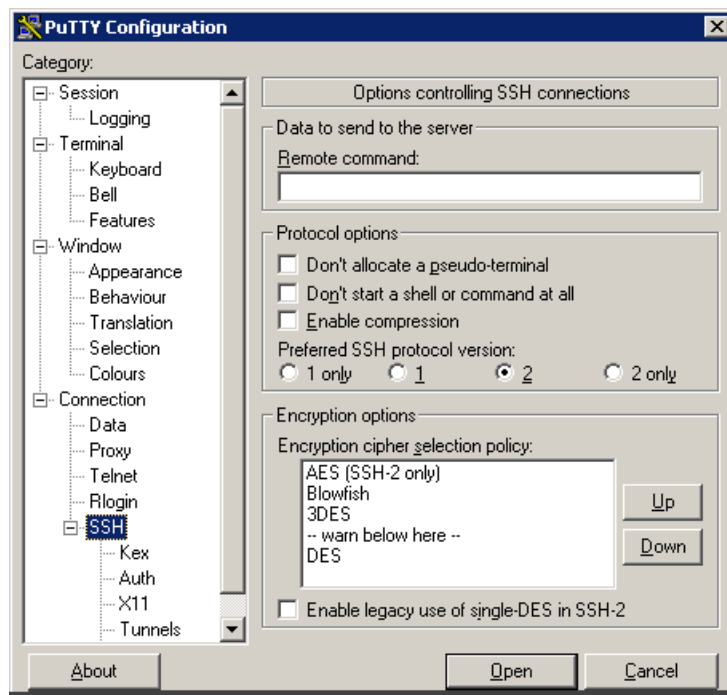 PuTTY Configuration
Category:
Session
Logging
Terminal
Keyboard
Bell
Features
Window
Appearance
Behaviour
Translation
Selection
Colours
Connection
Data
Proxy
Telnet
Rlogin
SSH
Kex
Auth
X11
Tunnels
Options controlling SSH connections
Data to send to the server
Remote command:
Protocol options
Don't allocate a pseudo-terminal
Don't start a shell or command at all
Enable compression
Preferred SSH protocol version:
1 only 1 2 2 only
Encryption options
Encryption cipher selection policy:
AES (SSH-2 only)
Blowfish
3DES
-- warn below here --
DES
Up
Down
Enable legacy use of single-DES in SSH-2
About Open Cancel